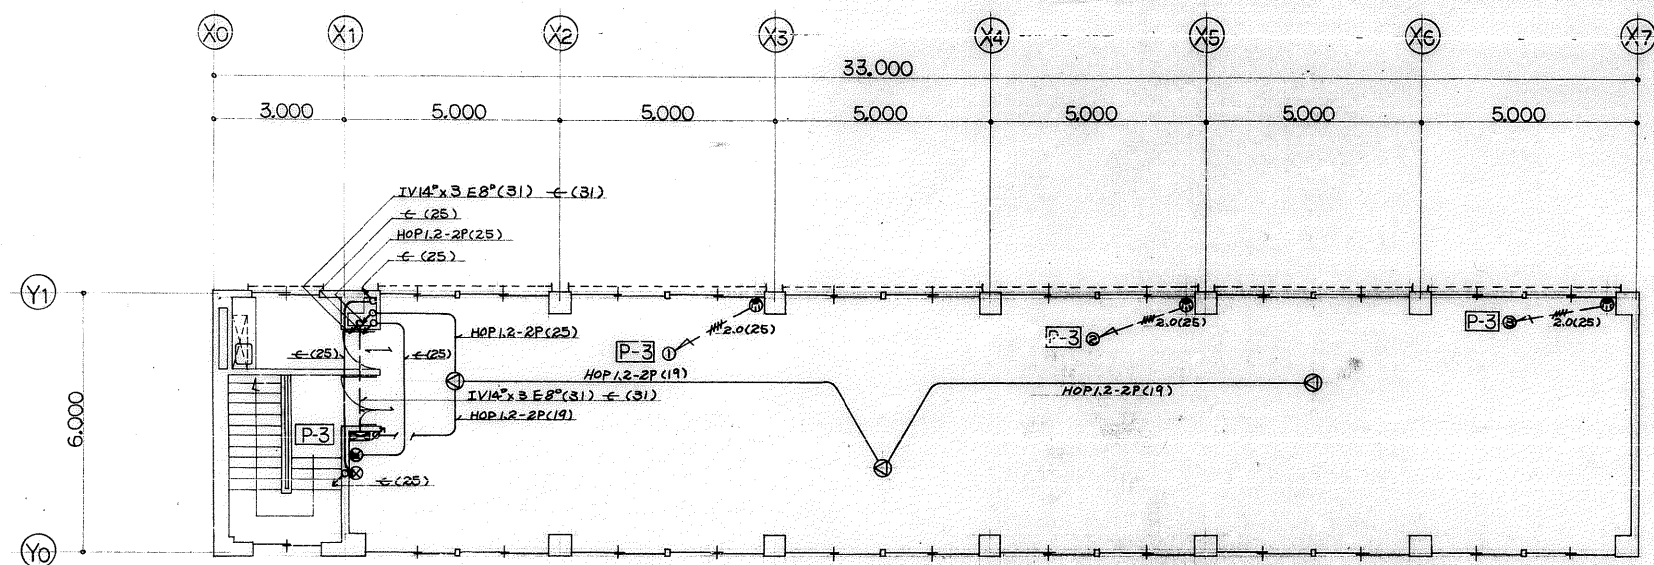 X0 X1 X2 X3 X4 X5 X6 X7
33.000
3.000 5.000 5.000 5.000 5.000 5.000 5.000
IV14°x3 E8°(31) ←(31)
←(25)
HOP1.2-2P(25)
←(25)
Y1
HOP1.2-2P(25)
2.0(25)
2.0(25)
2.0(25)
P-3 1
P-3 2
P-3 3
←(25) ←(25)
HOP1.2-2P(19)
HOP1.2-2P(19)
IV14°x3 E8°(31) ←(31)
HOP1.2-2P(19)
6.000
P-3
←(25)
Y0